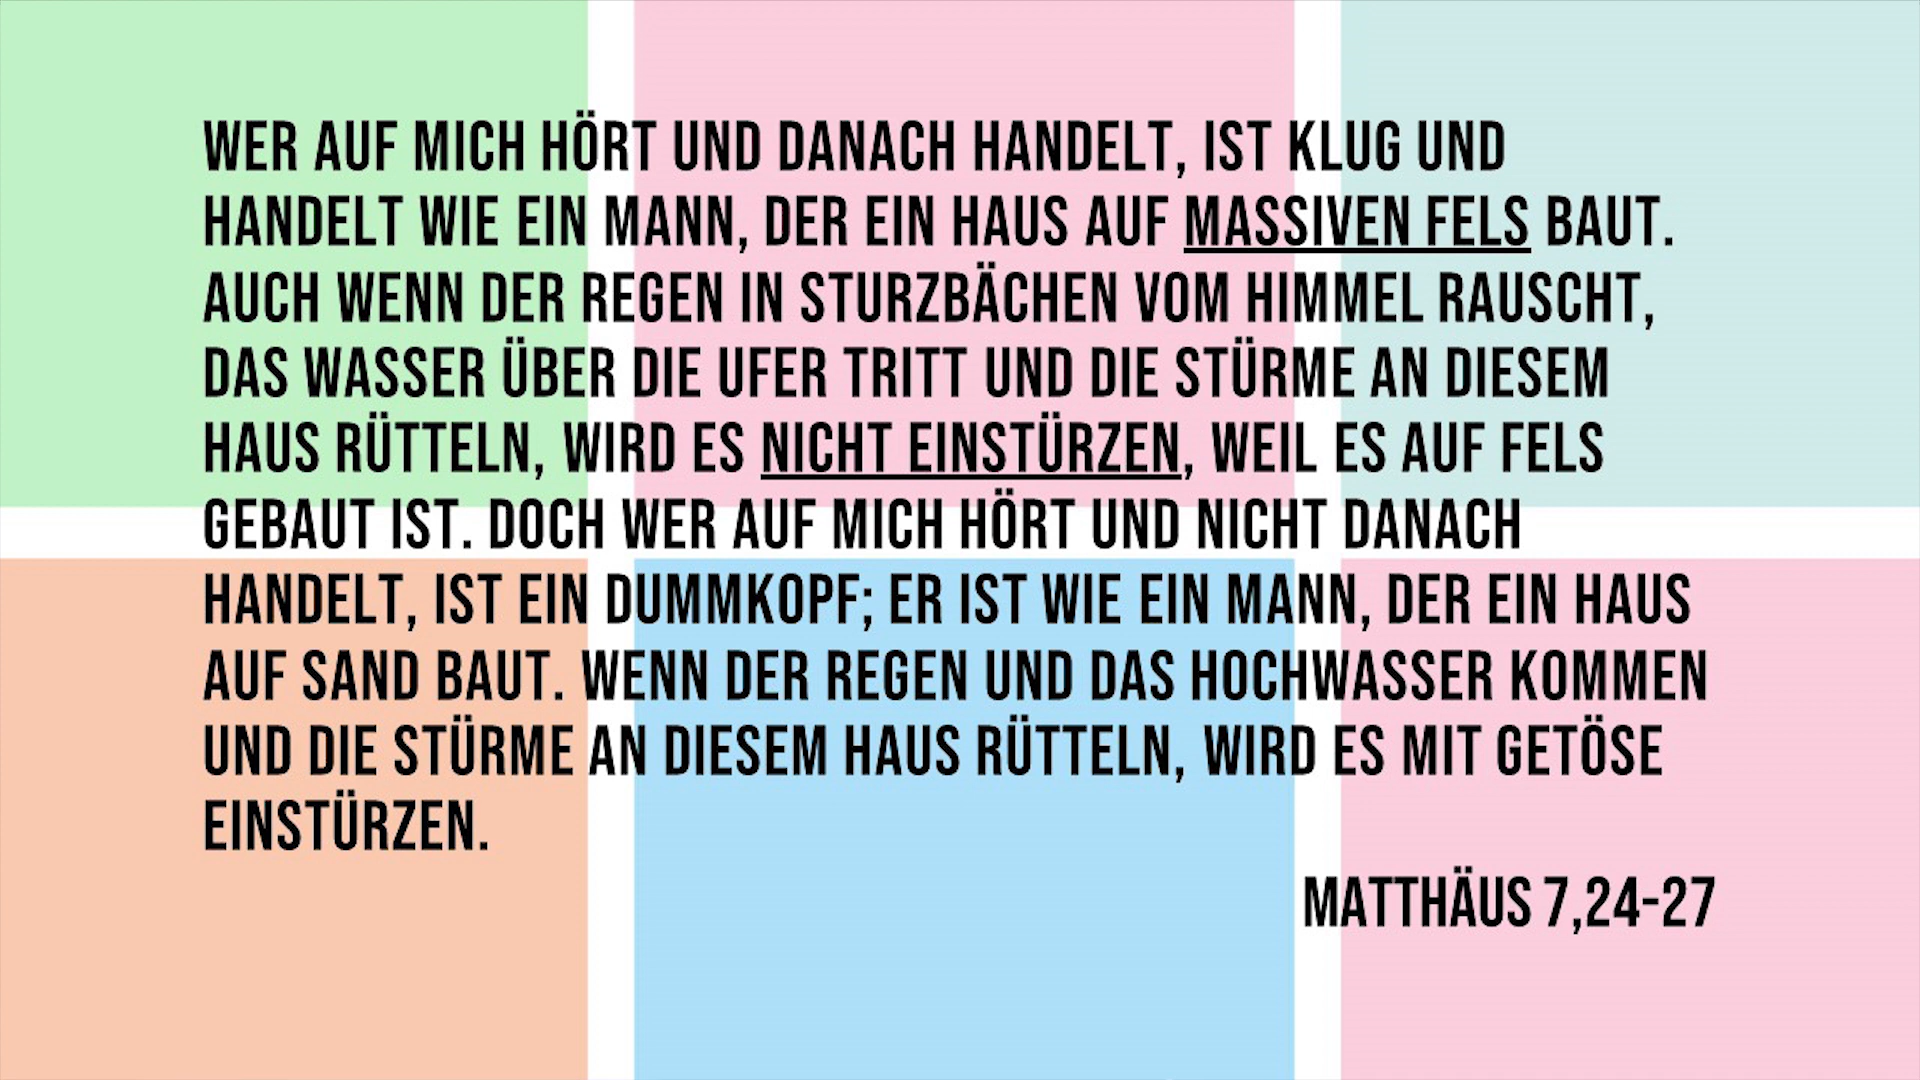 WER AUF MICH HÖRT UND DANACH HANDELT, IST KLUG UND
HANDELT WIE EIN MANN, DER EIN HAUS AUF MASSIVEN FELS BAUT.
AUCH WENN DER REGEN IN STURZBÄCHEN VOM HIMMEL RAUSCHT,
DAS WASSER ÜBER DIE UFER TRITT UND DIE STÜRME AN DIESEM
HAUS RÜTTELN, WIRD ES NICHT EINSTÜRZEN, WEIL ES AUF FELS
GEBAUT IST. DOCH WER AUF MICH HÖRT UND NICHT DANACH
HANDELT, IST EIN DUMMKOPF; ER IST WIE EIN MANN, DER EIN HAUS
AUF SAND BAUT. WENN DER REGEN UND DAS HOCHWASSER KOMMEN
UND DIE STÜRME AN DIESEM HAUS RÜTTELN, WIRD ES MIT GETÖSE
EINSTÜRZEN.
MATTHÄUS 7,24-27